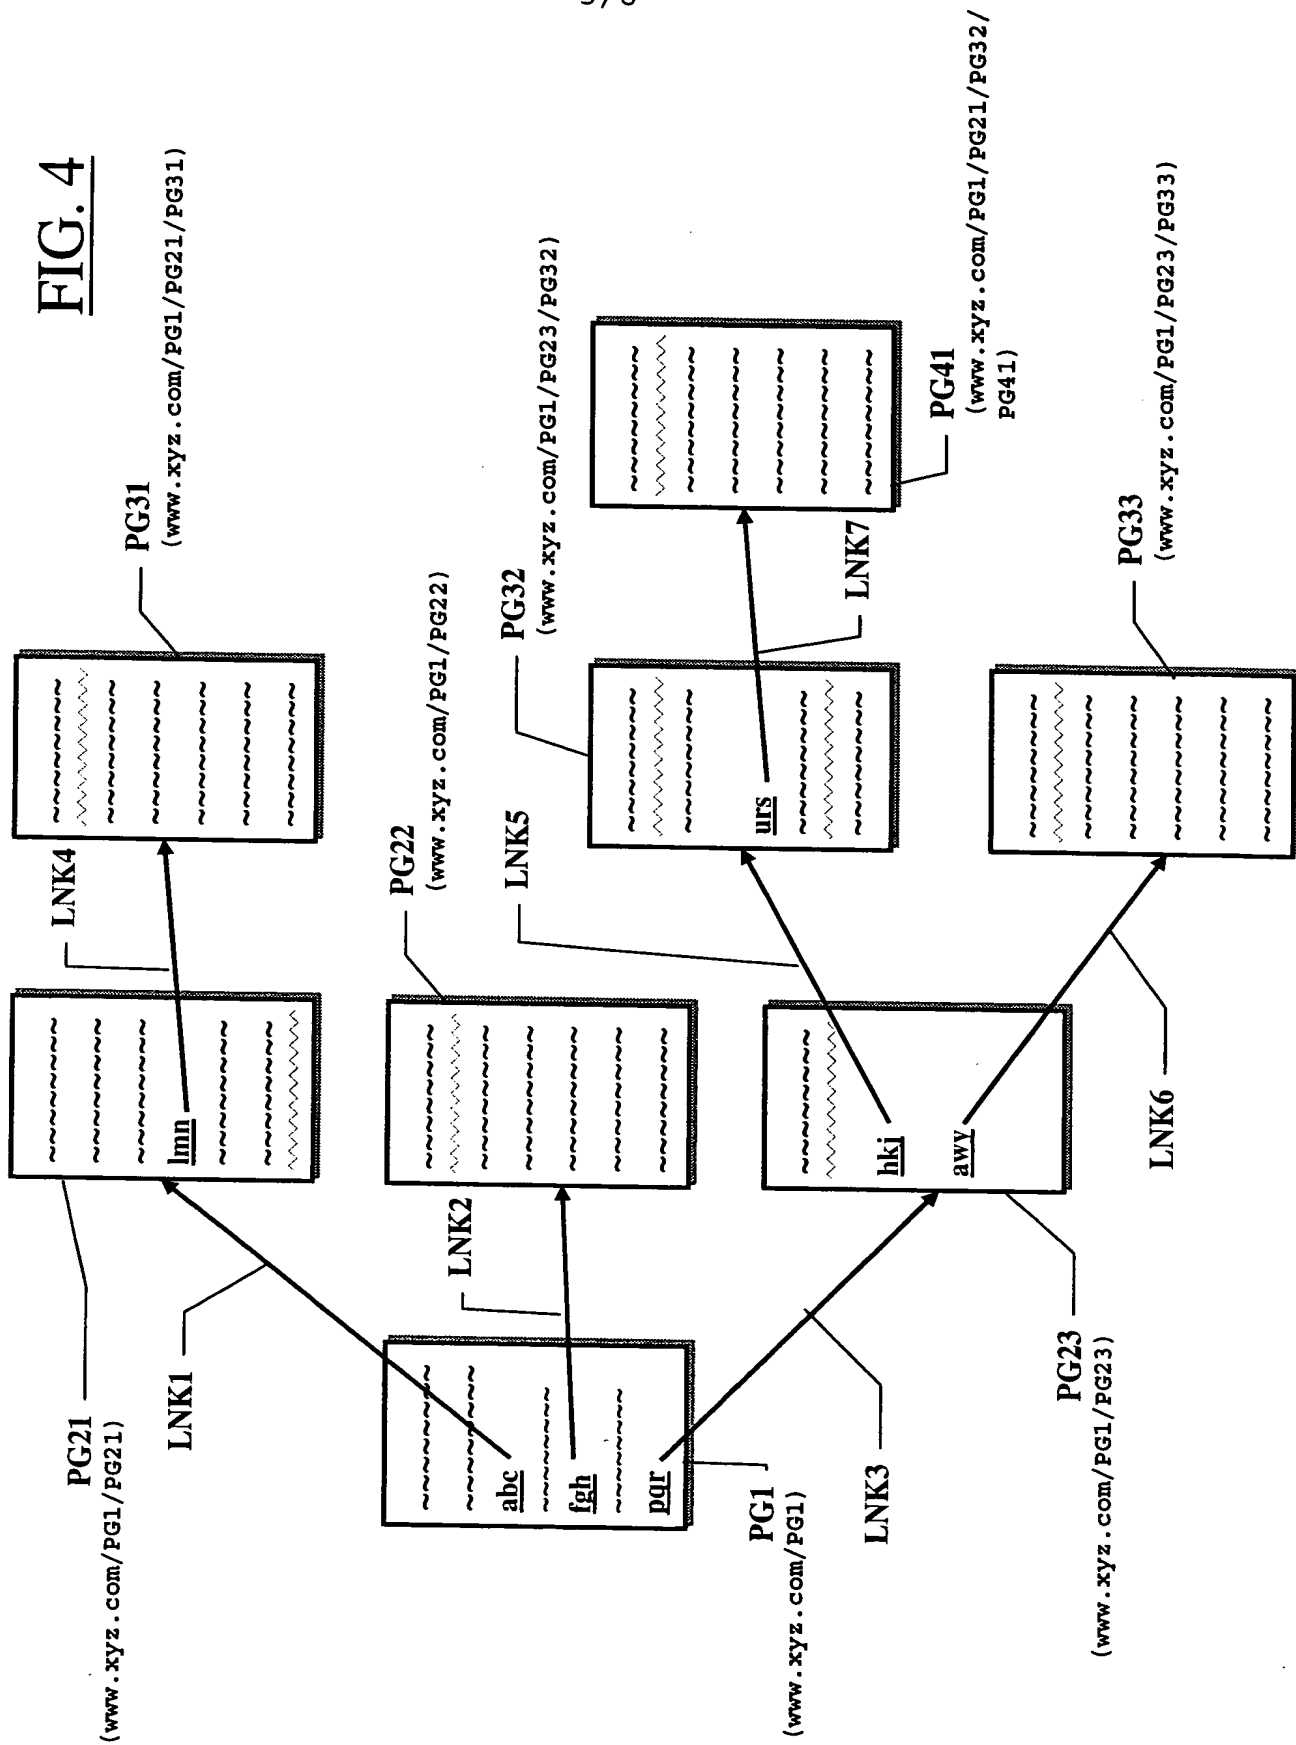 FIG. 4
PG21
(www.xyz.com/PG1/PG21)
LNK1
LNK4
PG31
(www.xyz.com/PG1/PG21/PG31)
lmn
PG22
(www.xyz.com/PG1/PG22)
LNK2
LNK5
PG32
(www.xyz.com/PG1/PG23/PG32)
abc
fgh
pqr
urs
LNK7
PG41
(www.xyz.com/PG1/PG21/PG32/
PG41)
PG1
(www.xyz.com/PG1)
LNK3
hkj
awy
PG23
(www.xyz.com/PG1/PG23)
LNK6
PG33
(www.xyz.com/PG1/PG23/PG33)